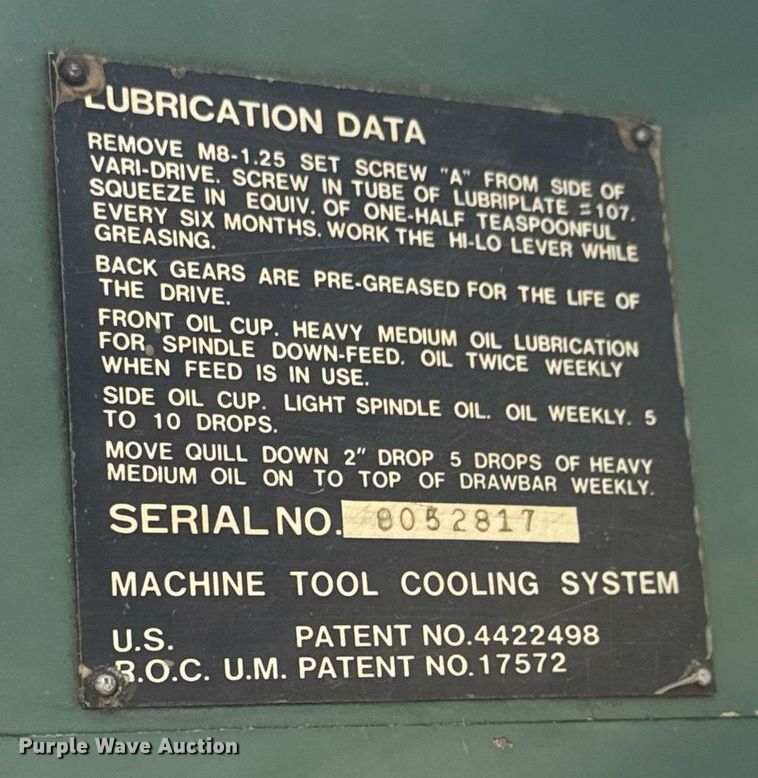 LUBRICATION DATA
REMOVE M8-1.25 SET SCREW "A" FROM SIDE OF
VARI-DRIVE. SCREW IN TUBE OF LUBRIPLATE #107.
SQUEEZE IN EQUIV. OF ONE-HALF TEASPOONFUL
EVERY SIX MONTHS. WORK THE HI-LO LEVER WHILE
GREASING.
BACK GEARS ARE PRE-GREASED FOR THE LIFE OF
THE DRIVE.
FRONT OIL CUP. HEAVY MEDIUM OIL LUBRICATION
FOR SPINDLE DOWN-FEED. OIL TWICE WEEKLY
WHEN FEED IS IN USE.
SIDE OIL CUP. LIGHT SPINDLE OIL. OIL WEEKLY. 5
TO 10 DROPS.
MOVE QUILL DOWN 2" DROP 5 DROPS OF HEAVY
MEDIUM OIL ON TO TOP OF DRAWBAR WEEKLY.
SERIAL NO. 8052817
MACHINE TOOL COOLING SYSTEM
U.S. PATENT NO.4422498
R.O.C. U.M. PATENT NO.17572
Purple Wave Auction